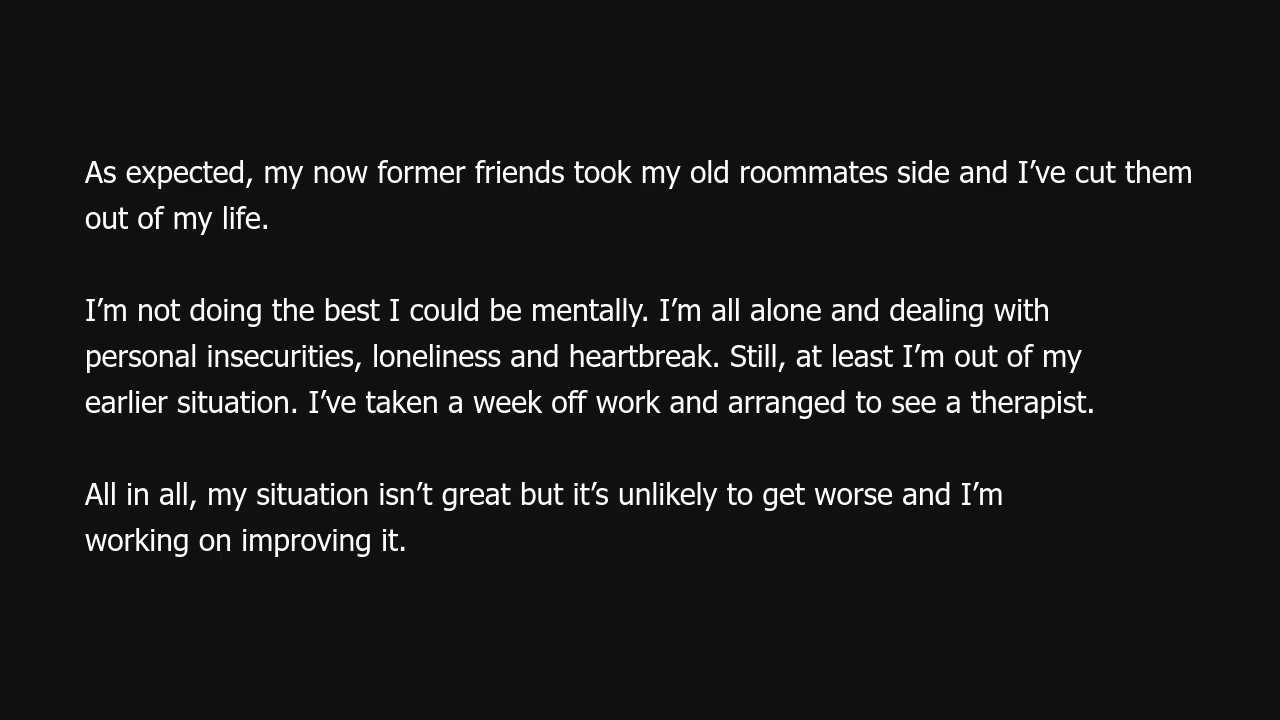 As expected, my now former friends took my old roommates side and I’ve cut them
out of my life.
I’m not doing the best I could be mentally. I’m all alone and dealing with
personal insecurities, loneliness and heartbreak. Still, at least I’m out of my
earlier situation. I’ve taken a week off work and arranged to see a therapist.
All in all, my situation isn’t great but it’s unlikely to get worse and I’m
working on improving it.